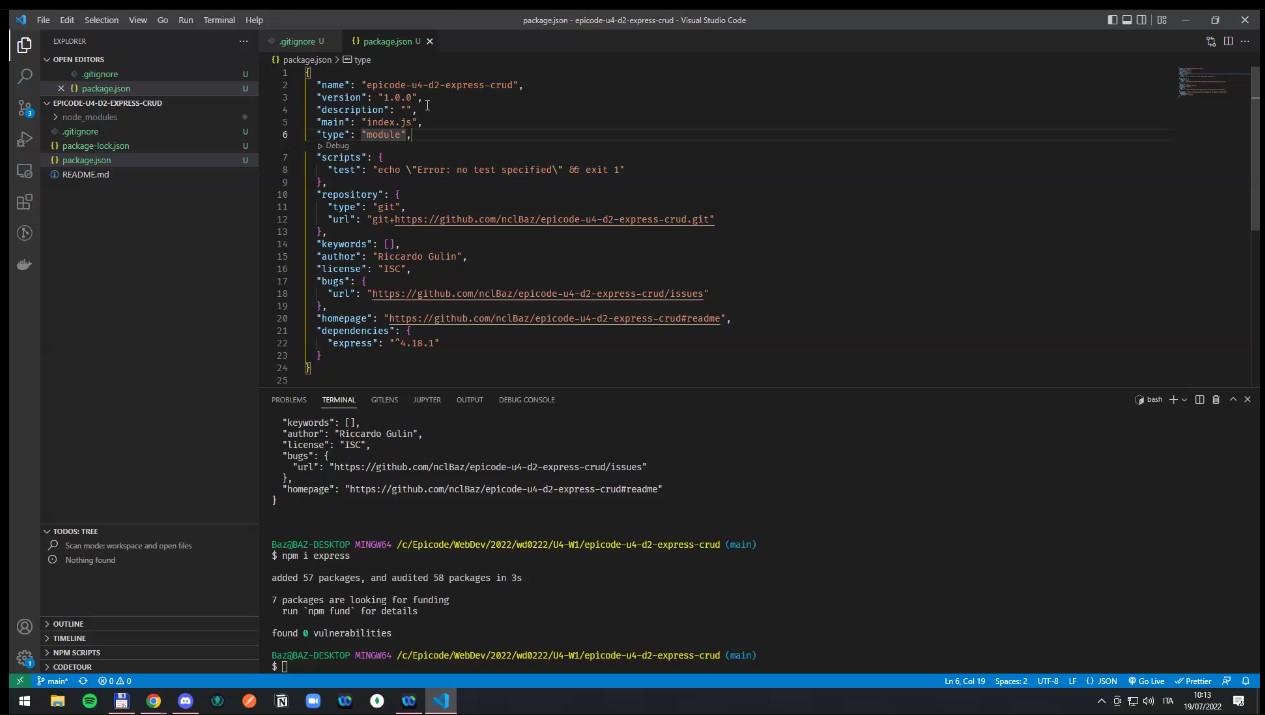 File Edit Selection View Go Run Terminal Help
package.json - epicode-u4-d2-express-crud - Visual Studio Code
EXPLORER
OPEN EDITORS
.gitignore U
package.json U
EPICODE-U4-D2-EXPRESS-CRUD
node_modules
.gitignore U
package-lock.json U
package.json U
README.md
TODOS: TREE
Scan mode: workspace and open files
Nothing found
OUTLINE
TIMELINE
NPM SCRIPTS
CODETOUR
.gitignore U
package.json U
package.json > type
1 {
2 "name": "epicode-u4-d2-express-crud",
3 "version": "1.0.0",
4 "description": "",
5 "main": "index.js",
6 "type": "module",
Debug
7 "scripts": {
8 "test": "echo \"Error: no test specified\" && exit 1"
9 },
10 "repository": {
11 "type": "git",
12 "url": "git+https://github.com/nclBaz/epicode-u4-d2-express-crud.git"
13 },
14 "keywords": [],
15 "author": "Riccardo Gulin",
16 "license": "ISC",
17 "bugs": {
18 "url": "https://github.com/nclBaz/epicode-u4-d2-express-crud/issues"
19 },
20 "homepage": "https://github.com/nclBaz/epicode-u4-d2-express-crud#readme",
21 "dependencies": {
22 "express": "^4.18.1"
23 }
24 }
25
PROBLEMS TERMINAL GITLENS JUPYTER OUTPUT DEBUG CONSOLE
bash
"keywords": [],
"author": "Riccardo Gulin",
"license": "ISC",
"bugs": {
"url": "https://github.com/nclBaz/epicode-u4-d2-express-crud/issues"
},
"homepage": "https://github.com/nclBaz/epicode-u4-d2-express-crud#readme"
}
Baz@BAZ-DESKTOP MINGW64 /c/Epicode/WebDev/2022/wd0222/U4-W1/epicode-u4-d2-express-crud (main)
$ npm i express
added 57 packages, and audited 58 packages in 3s
7 packages are looking for funding
run `npm fund` for details
found 0 vulnerabilities
Baz@BAZ-DESKTOP MINGW64 /c/Epicode/WebDev/2022/wd0222/U4-W1/epicode-u4-d2-express-crud (main)
$
main* 0 0 Ln 6, Col 19 Spaces: 2 UTF-8 LF {} JSON Go Live Prettier
ITA
10:13
19/07/2022